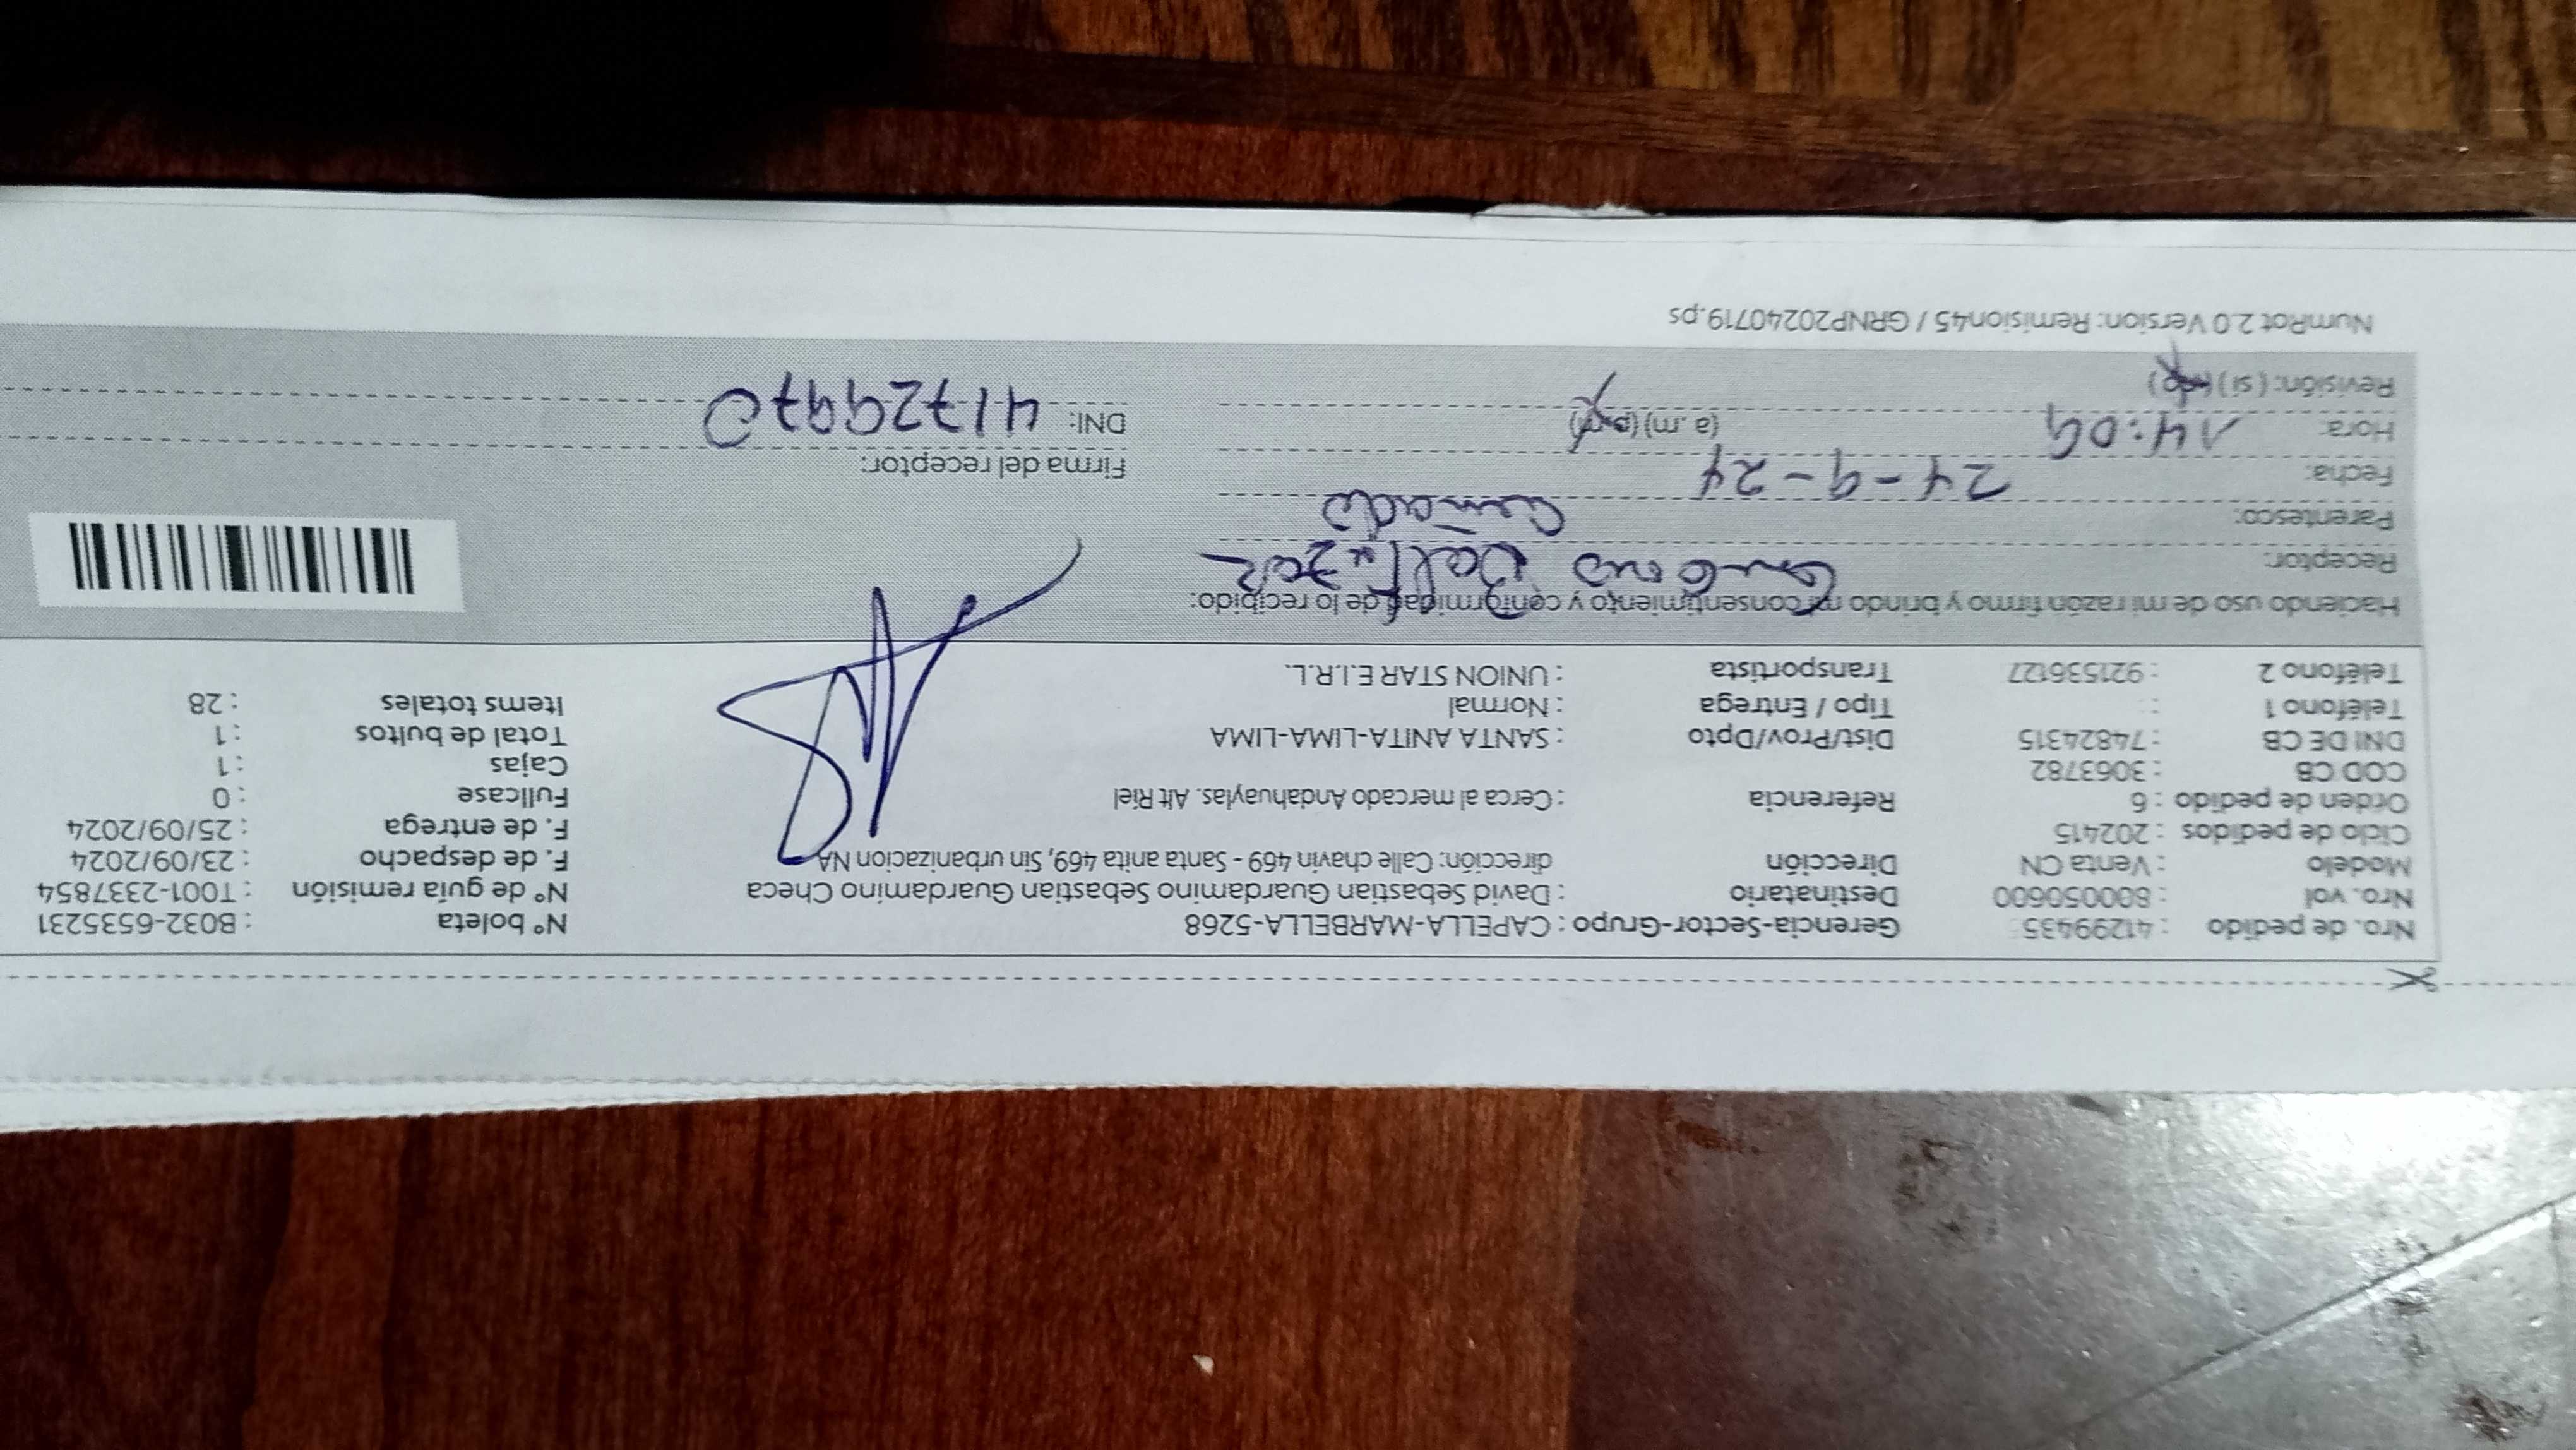 Nro. de pedido : 41299435 Gerencia-Sector-Grupo : CAPELLA-MARBELLA-5268 N° boleta : B032-6535231
Nro. vol : 800050600 Destinatario : David Sebastian Guardamino Sebastian Guardamino Checa N° de guía remisión : T001-2337854
Modelo : Venta CN Dirección dirección: Calle chavin 469 - Santa anita 469, Sin urbanizacion NA F. de despacho : 23/09/2024
Ciclo de pedidos : 202415 F. de entrega : 25/09/2024
Orden de pedido : 6 Referencia : Cerca al mercado Andahuaylas. Alt Riel Fullcase : 0
COD CB : 3063782 Cajas : 1
DNI DE CB : 74824315 Dist/Prov/Dpto : SANTA ANITA-LIMA-LIMA Total de bultos : 1
Teléfono 1 : Tipo / Entrega : Normal Items totales : 28
Teléfono 2 : 921536127 Transportista : UNION STAR E.I.R.L.
Haciendo uso de mi razón firmo y brindo mi consentimiento y conformidad de lo recibido:
Receptor:
Parentesco:
Fecha: 24-9-24 Firma del receptor:
Hora: 14:09 (a.m) (p.m) DNI: 41729970
Revisión: (si) (no)
NumRot 2.0 Version: Remision45 / GRNP20240719.ps